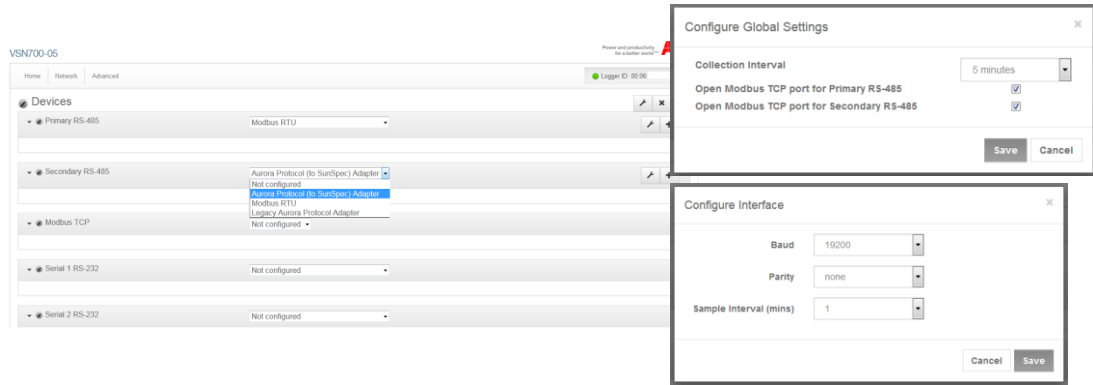 VSN700-05
Power and productivity
for a better world™
Home Network Advanced
Logger ID: 00:06
Devices
Primary RS-485
Modbus RTU
Secondary RS-485
Aurora Protocol (to SunSpec) Adapter
Not configured
Aurora Protocol (to SunSpec) Adapter
Modbus RTU
Legacy Aurora Protocol Adapter
Modbus TCP
Not configured
Serial 1 RS-232
Not configured
Serial 2 RS-232
Not configured
Configure Global Settings
Collection Interval
5 minutes
Open Modbus TCP port for Primary RS-485
Open Modbus TCP port for Secondary RS-485
Save Cancel
Configure Interface
Baud 19200
Parity none
Sample Interval (mins) 1
Cancel Save